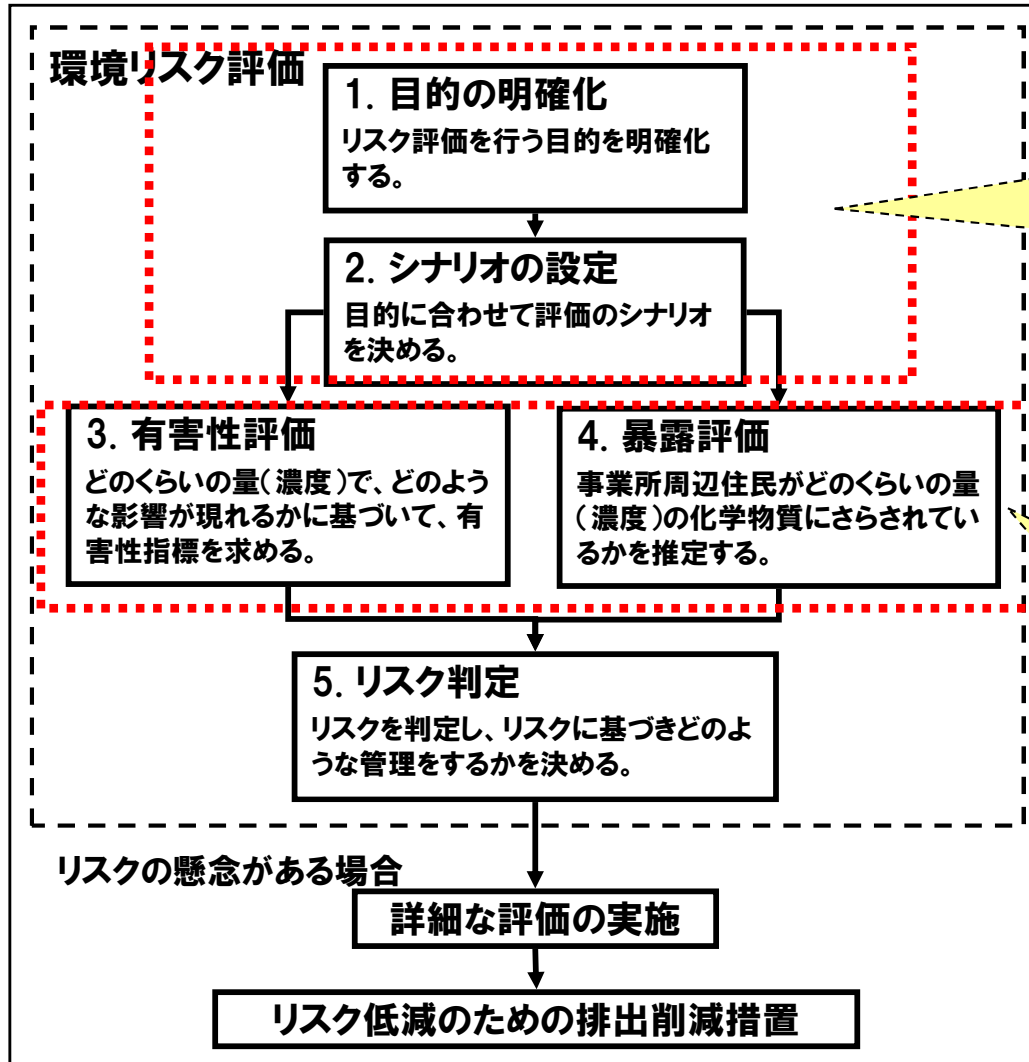 環境リスク評価
1. 目的の明確化
リスク評価を行う目的を明確化
する。
2. シナリオの設定
目的に合わせて評価のシナリオ
を決める。
3. 有害性評価
どのくらいの量(濃度)で、どのよう
な影響が現れるかに基づいて、有
害性指標を求める。
4. 暴露評価
事業所周辺住民がどのくらいの量
(濃度)の化学物質にさらされてい
るかを推定する。
5. リスク判定
リスクを判定し、リスクに基づきどのよ
うな管理をするかを決める。
リスクの懸念がある場合
詳細な評価の実施
リスク低減のための排出削減措置